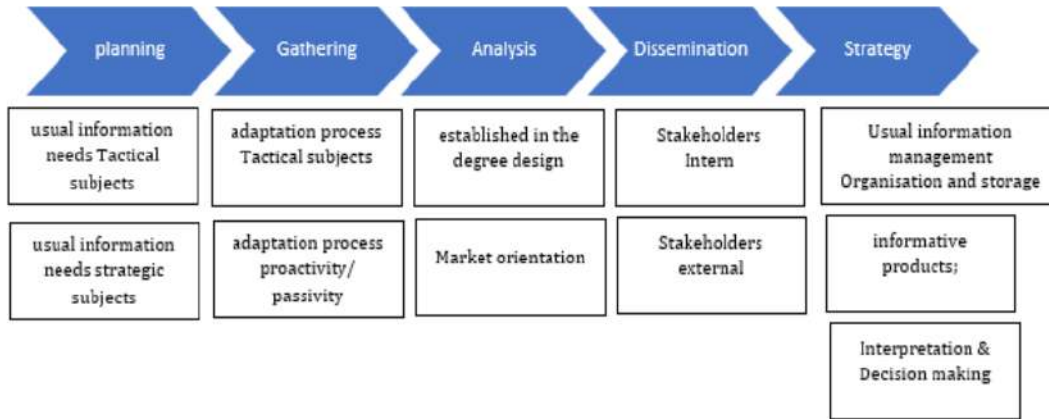 planning
Gathering
Analysis
Dissemination
Strategy
usual information
needs Tactical
subjects
adaptation process
Tactical subjects
established in the
degree design
Stakeholders
Intern
Usual information
management
Organisation and storage
usual information
needs strategic
subjects
adaptation process
proactivity/
passivity
Market orientation
Stakeholders
external
informative
products;
Interpretation &
Decision making